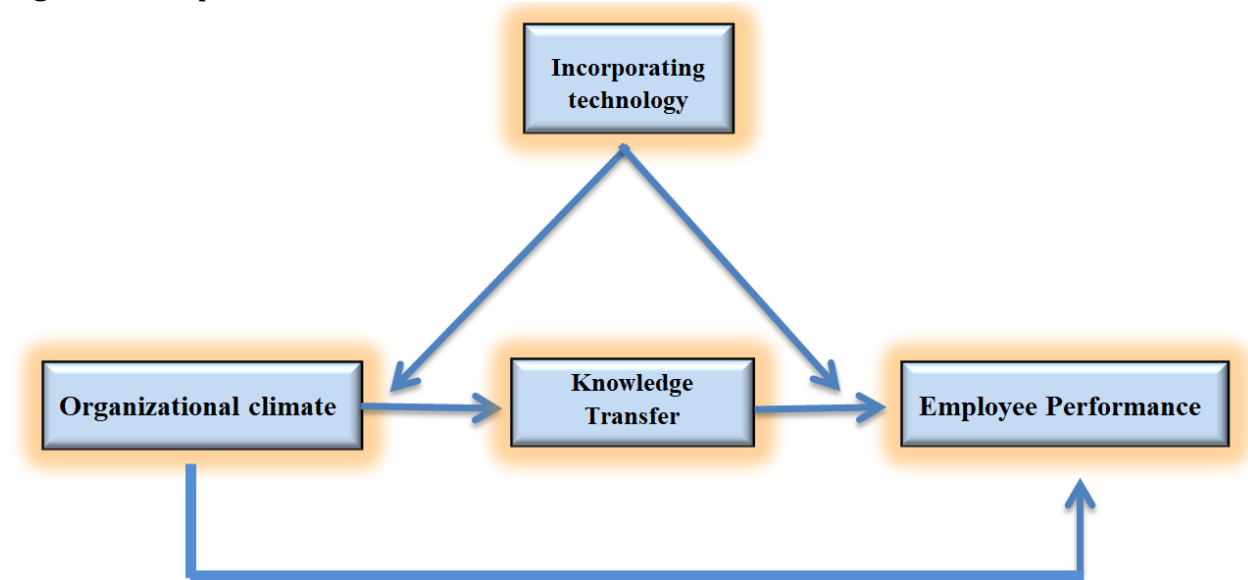 Incorporating
technology
Organizational climate
Knowledge
Transfer
Employee Performance